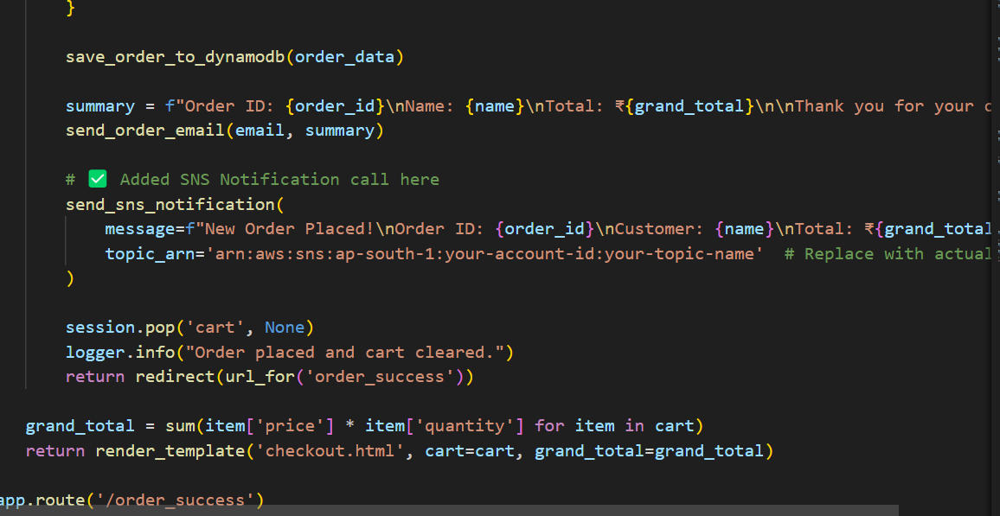 }
save_order_to_dynamodb(order_data)
summary = f"Order ID: {order_id}\nName: {name}\nTotal: ₹{grand_total}\n\nThank you for your
send_order_email(email, summary)
# ✅ Added SNS Notification call here
send_sns_notification(
message=f"New Order Placed!\nOrder ID: {order_id}\nCustomer: {name}\nTotal: ₹{grand_total
topic_arn='arn:aws:sns:ap-south-1:your-account-id:your-topic-name'  # Replace with actual
)
session.pop('cart', None)
logger.info("Order placed and cart cleared.")
return redirect(url_for('order_success'))
grand_total = sum(item['price'] * item['quantity'] for item in cart)
return render_template('checkout.html', cart=cart, grand_total=grand_total)
app.route('/order_success')